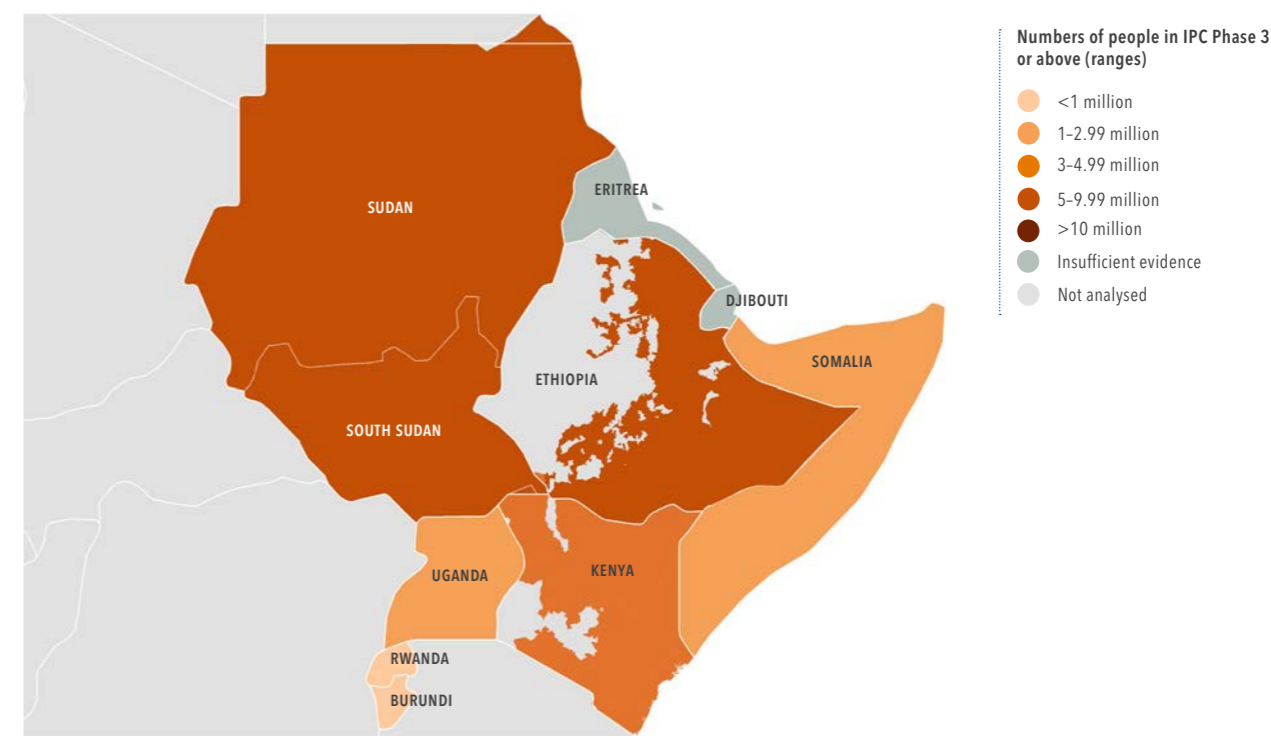 Numbers of people in IPC Phase 3
or above (ranges)
<1 million
1–2.99 million
3–4.99 million
5–9.99 million
>10 million
Insufficient evidence
Not analysed
SUDAN
ERITREA
DJIBOUTI
SOMALIA
ETHIOPIA
SOUTH SUDAN
UGANDA
KENYA
RWANDA
BURUNDI